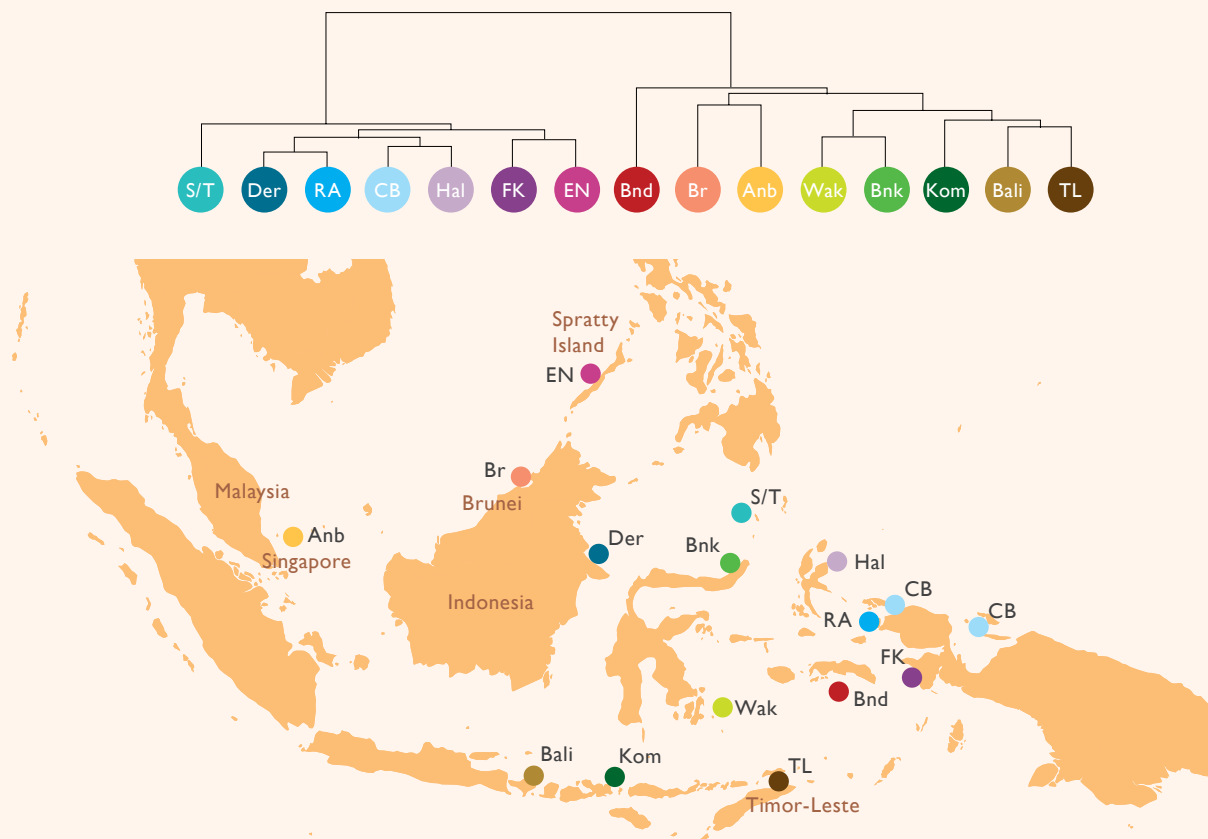 S/T Der RA CB Hal FK EN Bnd Br Anb Wak Bnk Kom Bali TL
Spratty
Island
EN
Br
Brunei
Malaysia
S/T
Anb
Singapore
Der
Bnk
Hal
Indonesia
CB
CB
RA
FK
Bnd
Wak
Bali
Kom
TL
Timor-Leste